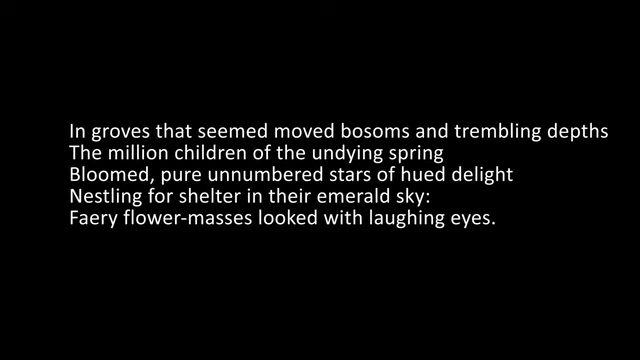 In groves that seemed moved bosoms and trembling depths
The million children of the undying spring
Bloomed, pure unnumbered stars of hued delight
Nestling for shelter in their emerald sky:
Faery flower-masses looked with laughing eyes.